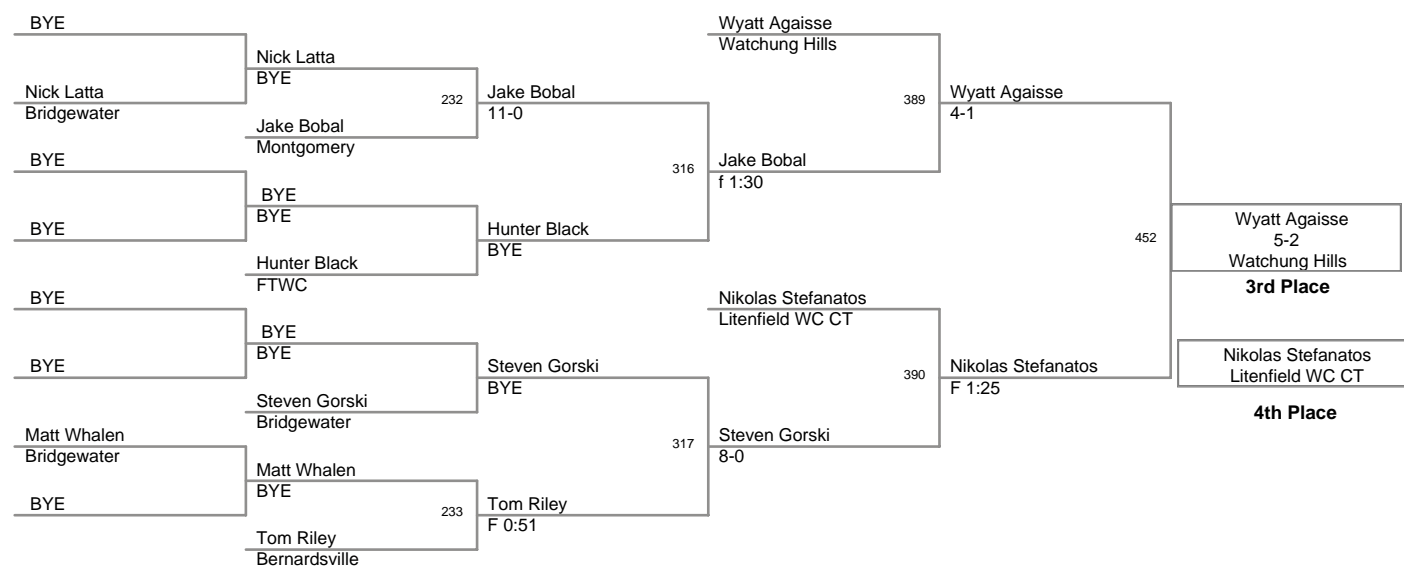 BYE
Nick Latta
Bridgewater
BYE
BYE
BYE
BYE
Matt Whalen
Bridgewater
BYE
Nick Latta
BYE
232
Jake Bobal
Montgomery
BYE
BYE
Hunter Black
FTWC
BYE
BYE
Steven Gorski
Bridgewater
Matt Whalen
BYE
233
Tom Riley
Bernardsville
Jake Bobal
11-0
316
Hunter Black
BYE
Steven Gorski
BYE
317
Tom Riley
F 0:51
Wyatt Agaisse
Watchung Hills
389
Jake Bobal
f 1:30
Nikolas Stefanatos
Litenfield WC CT
390
Steven Gorski
8-0
Wyatt Agaisse
4-1
452
Nikolas Stefanatos
F 1:25
Wyatt Agaisse
5-2
Watchung Hills
3rd Place
Nikolas Stefanatos
Litenfield WC CT
4th Place